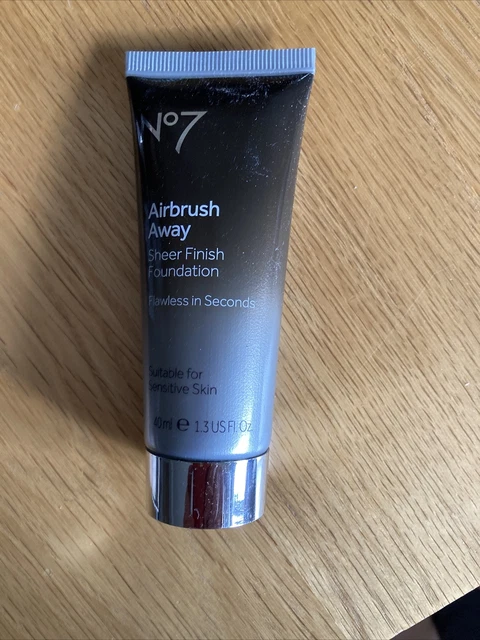 No7
Airbrush
Away
Sheer Finish
Foundation
Flawless in Seconds
Suitable for
Sensitive Skin
40ml e 1.3 US Fl. Oz